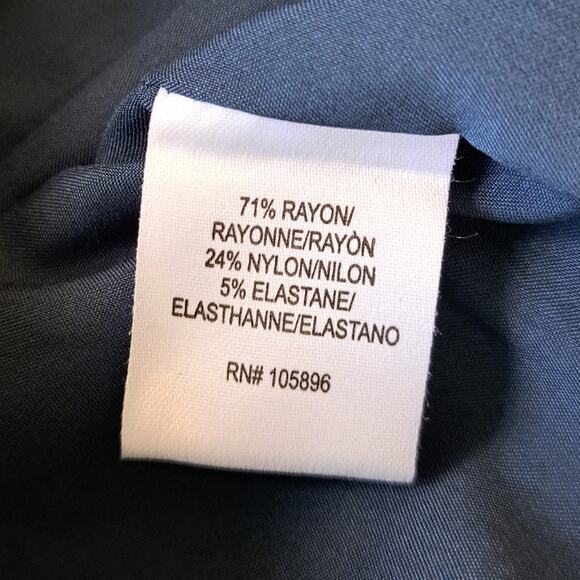 71% RAYON/
RAYONNE/RAYÒN
24% NYLON/NILON
5% ELASTANE/
ELASTHANNE/ELASTANO
RN# 105896